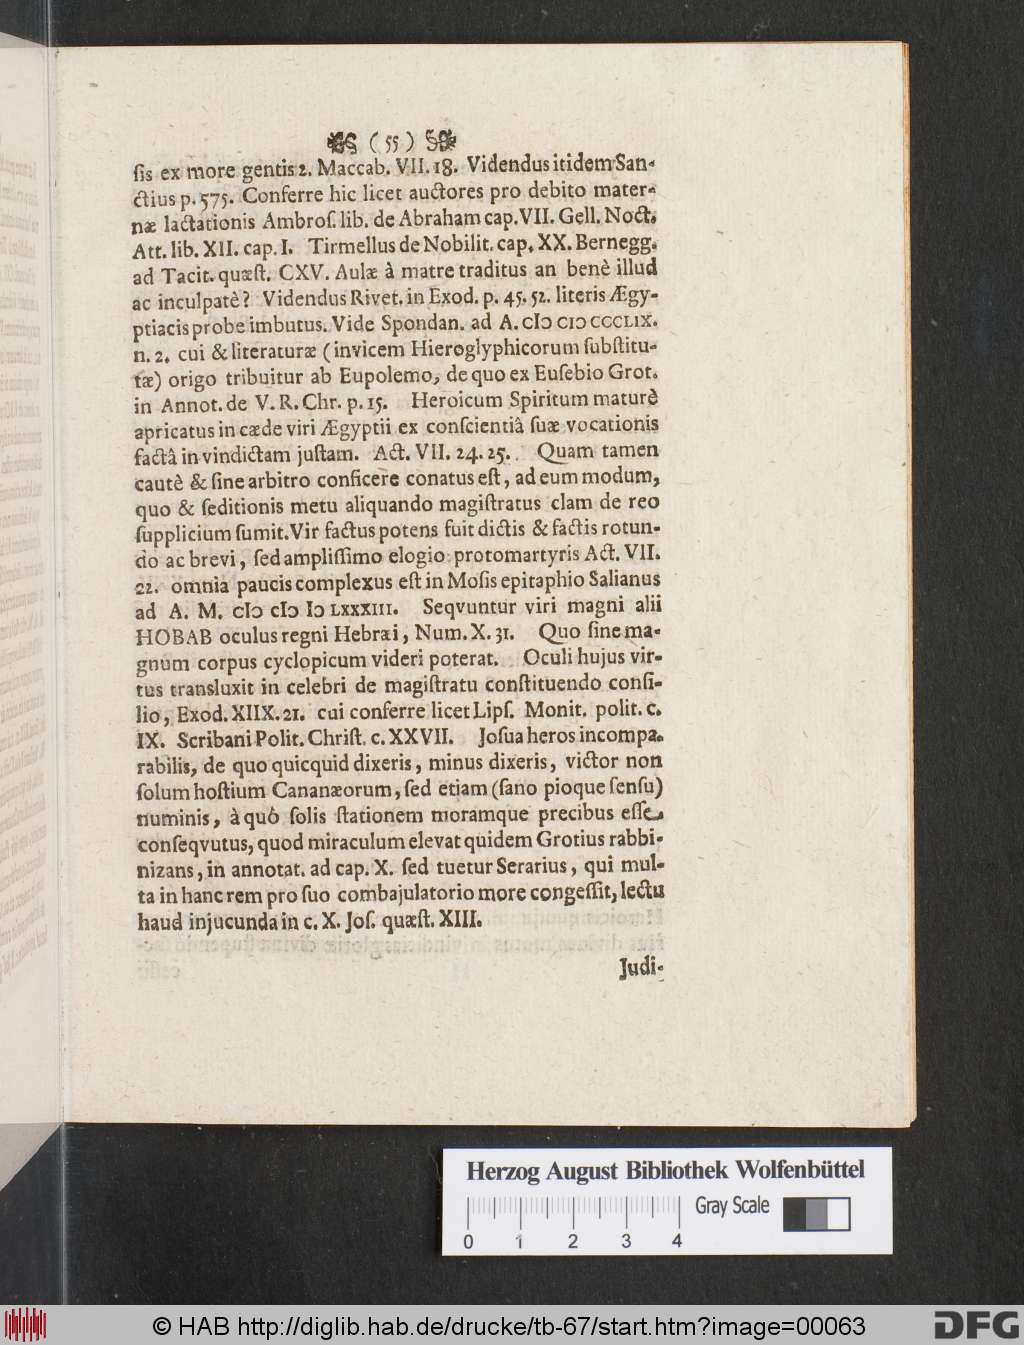 ( 55 )
ſis ex more gentis 2. Maccab. VII. 18. Videndus itidem San-
ctius p. 575. Conferre hic licet auctores pro debito mater-
næ lactationis Ambroſ. lib. de Abraham cap. VII. Gell. Noct.
Att. lib. XII. cap. I. Tirmellus de Nobilit. cap. XX. Bernegg.
ad Tacit. quæſt. CXV. Aulæ à matre traditus an benè illud
ac inculpatè? Videndus Rivet. in Exod. p. 45. 52. literis Ægy-
ptiacis probe imbutus. Vide Spondan. ad A. cIↃ cIↃ CCCLIX.
n. 2. cui & literaturæ (invicem Hieroglyphicorum ſubſtitu-
tæ) origo tribuitur ab Eupolemo, de quo ex Euſebio Grot.
in Annot. de V. R. Chr. p. 15. Heroicum Spiritum maturè
apricatus in cæde viri Ægyptii ex conſcientiâ ſuæ vocationis
factâ in vindictam juſtam. Act. VII. 24. 25. Quam tamen
cautè & ſine arbitro conficere conatus eſt, ad eum modum,
quo & ſeditionis metu aliquando magiſtratus clam de reo
ſupplicium ſumit. Vir factus potens fuit dictis & factis rotun-
do ac brevi, ſed ampliſſimo elogio protomartyris Act. VII.
22. omnia paucis complexus eſt in Moſis epitaphio Salianus
ad A. M. cIↃ cIↃ IↃ LXXXIII. Seqvuntur viri magni alii
HOBAB oculus regni Hebræi, Num. X. 31. Quo ſine ma-
gnum corpus cyclopicum videri poterat. Oculi hujus vir-
tus transluxit in celebri de magiſtratu conſtituendo conſi-
lio, Exod. XIIX. 21. cui conferre licet Lipſ. Monit. polit. c.
IX. Scribani Polit. Chriſt. c. XXVII. Joſua heros incompa-
rabilis, de quo quicquid dixeris, minus dixeris, victor non
ſolum hoſtium Cananæorum, ſed etiam (ſano pioque ſenſu)
numinis, à quô ſolis ſtationem moramque precibus eſſe
conſeqvutus, quod miraculum elevat quidem Grotius rabbi-
nizans, in annotat. ad cap. X. ſed tuetur Serarius, qui mul-
ta in hanc rem pro ſuo combajulatorio more congeſſit, lectu
haud injucunda in c. X. Joſ. quæſt. XIII.
Judi-
Herzog August Bibliothek Wolfenbüttel
Gray Scale
0 1 2 3 4
© HAB http://diglib.hab.de/drucke/tb-67/start.htm?image=00063
DFG